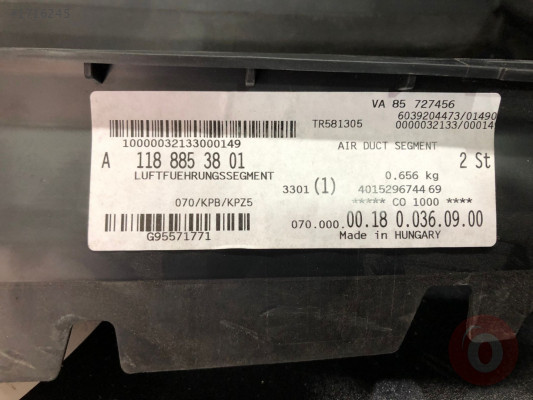 VA 85 727456
6039204473/01490
TR581305
0000032133/000149
10000032133000149
A 118 885 38 01
AIR DUCT SEGMENT
2 St
LUFTFUEHRUNGSSEGMENT
0.656 kg
3301 (1) 4015296744 69
070/KPB/KPZ5
***** CO 1000 ****
070.000.00.18 0.036.09.00
G95571771
Made in HUNGARY